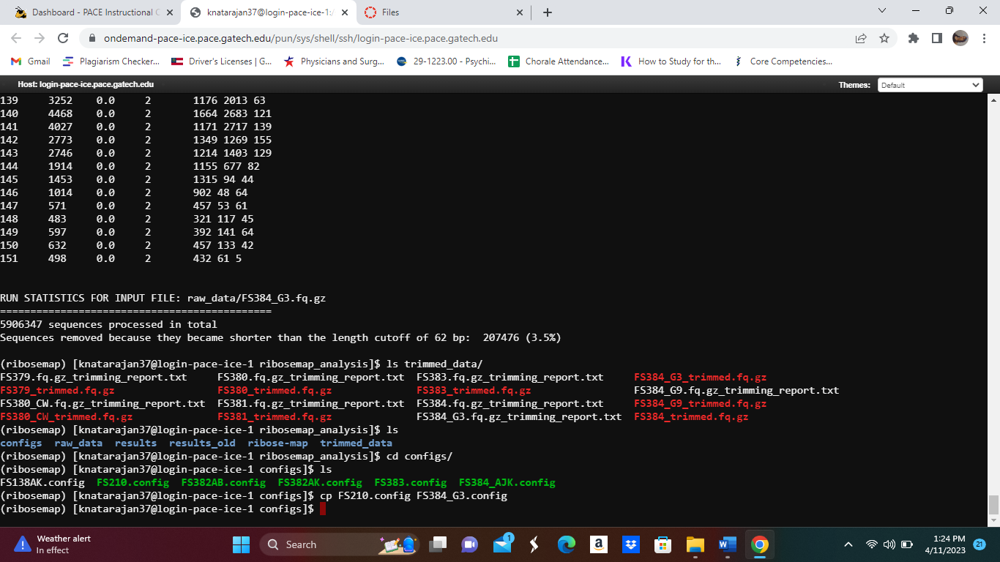 Dashboard - PACE Instructional C
knatarajan37@login-pace-ice-1:/
Files
ondemand-pace-ice.pace.gatech.edu/pun/sys/shell/ssh/login-pace-ice.pace.gatech.edu
Gmail
Plagiarism Checker...
Driver's Licenses | G...
Physicians and Surg...
29-1223.00 - Psychi...
Chorale Attendance...
How to Study for th...
Core Competencies...
Host: login-pace-ice.pace.gatech.edu
Themes:
Default
139 3252 0.0 2 1176 2013 63
140 4468 0.0 2 1664 2683 121
141 4027 0.0 2 1171 2717 139
142 2773 0.0 2 1349 1269 155
143 2746 0.0 2 1214 1403 129
144 1914 0.0 2 1155 677 82
145 1453 0.0 2 1315 94 44
146 1014 0.0 2 902 48 64
147 571 0.0 2 457 53 61
148 483 0.0 2 321 117 45
149 597 0.0 2 392 141 64
150 632 0.0 2 457 133 42
151 498 0.0 2 432 61 5
RUN STATISTICS FOR INPUT FILE: raw_data/FS384_G3.fq.gz
=============================================
5906347 sequences processed in total
Sequences removed because they became shorter than the length cutoff of 62 bp:  207476 (3.5%)
(ribosemap) [knatarajan37@login-pace-ice-1 ribosemap_analysis]$ ls trimmed_data/
FS379.fq.gz_trimming_report.txt FS380.fq.gz_trimming_report.txt FS383.fq.gz_trimming_report.txt FS384_G3_trimmed.fq.gz
FS379_trimmed.fq.gz FS380_trimmed.fq.gz FS383_trimmed.fq.gz FS384_G9.fq.gz_trimming_report.txt
FS380_CW.fq.gz_trimming_report.txt FS381.fq.gz_trimming_report.txt FS384.fq.gz_trimming_report.txt FS384_G9_trimmed.fq.gz
FS380_CW_trimmed.fq.gz FS381_trimmed.fq.gz FS384_G3.fq.gz_trimming_report.txt FS384_trimmed.fq.gz
(ribosemap) [knatarajan37@login-pace-ice-1 ribosemap_analysis]$ ls
configs raw_data results results_old ribose-map trimmed_data
(ribosemap) [knatarajan37@login-pace-ice-1 ribosemap_analysis]$ cd configs/
(ribosemap) [knatarajan37@login-pace-ice-1 configs]$ ls
FS138AK.config FS210.config FS382AB.config FS382AK.config FS383.config FS384_AJK.config
(ribosemap) [knatarajan37@login-pace-ice-1 configs]$ cp FS210.config FS384_G3.config
(ribosemap) [knatarajan37@login-pace-ice-1 configs]$
Weather alert
In effect
Search
1
1:24 PM
4/11/2023
21